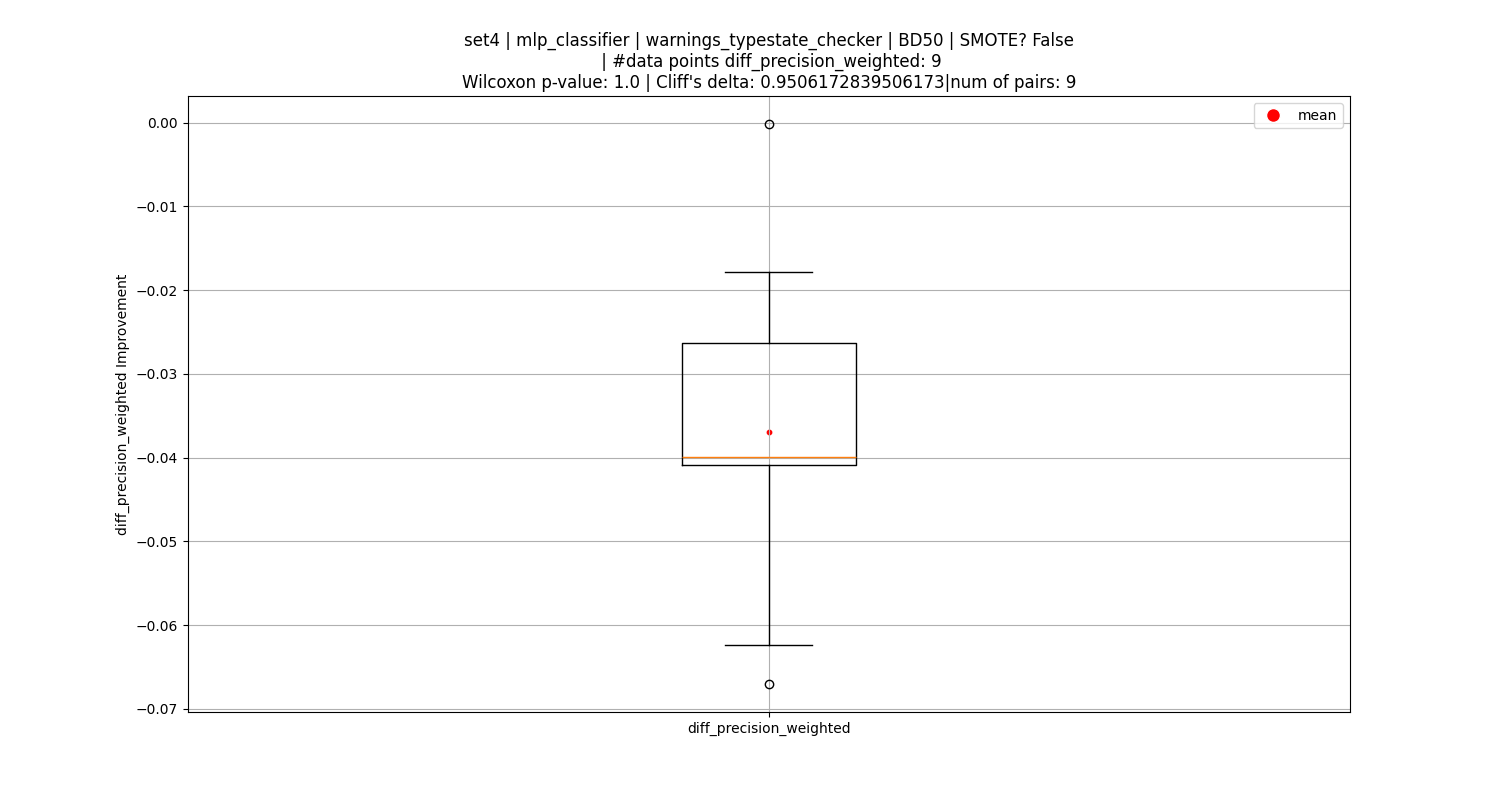 set4 | mlp_classifier | warnings_typestate_checker | BD50 | SMOTE? False
| #data points diff_precision_weighted: 9
Wilcoxon p-value: 1.0 | Cliff's delta: 0.9506172839506173|num of pairs: 9
mean
0.00
−0.01
−0.02
−0.03
−0.04
−0.05
−0.06
−0.07
diff_precision_weighted Improvement
diff_precision_weighted